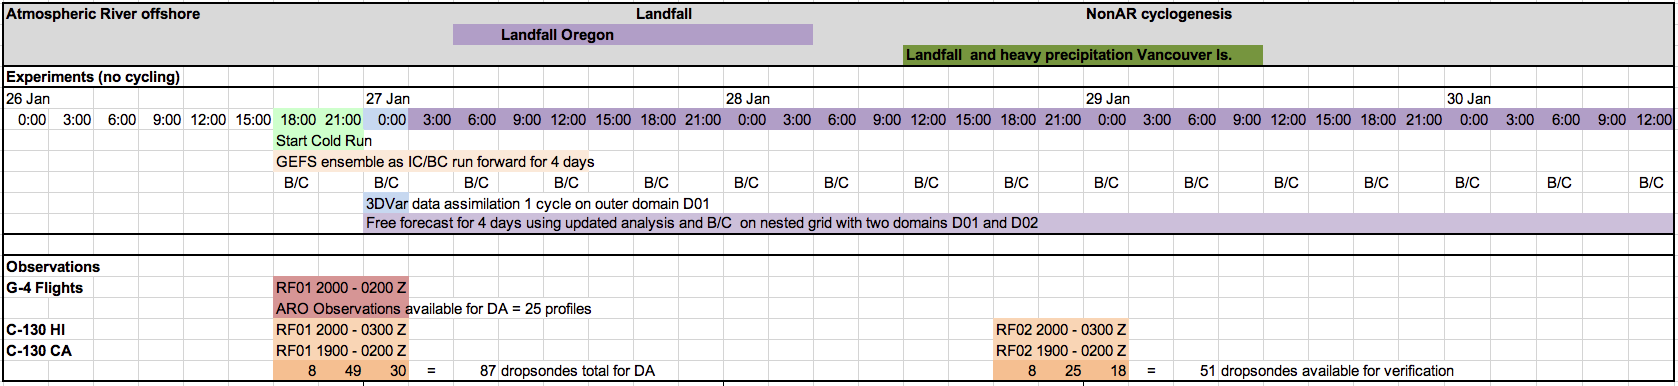 Atmospheric River offshore Landfall NonAR cyclogenesis
Landfall Oregon
Landfall and heavy precipitation Vancouver Is.
Experiments (no cycling)
26 Jan 27 Jan 28 Jan 29 Jan 30 Jan
0:00 3:00 6:00 9:00 12:00 15:00 18:00 21:00 0:00 3:00 6:00 9:00 12:00 15:00 18:00 21:00 0:00 3:00 6:00 9:00 12:00 15:00 18:00 21:00 0:00 3:00 6:00 9:00 12:00 15:00 18:00 21:00 0:00 3:00 6:00 9:00 12:00
Start Cold Run
GEFS ensemble as IC/BC run forward for 4 days
B/C B/C B/C B/C B/C B/C B/C B/C B/C B/C B/C B/C B/C B/C B/C B/C
3DVar data assimilation 1 cycle on outer domain D01
Free forecast for 4 days using updated analysis and B/C on nested grid with two domains D01 and D02
Observations
G-4 Flights RF01 2000 - 0200 Z
ARO Observations available for DA = 25 profiles
C-130 HI RF01 2000 - 0300 Z RF02 2000 - 0300 Z
C-130 CA RF01 1900 - 0200 Z RF02 1900 - 0200 Z
8 49 30 = 87 dropsondes total for DA 8 25 18 = 51 dropsondes available for verification